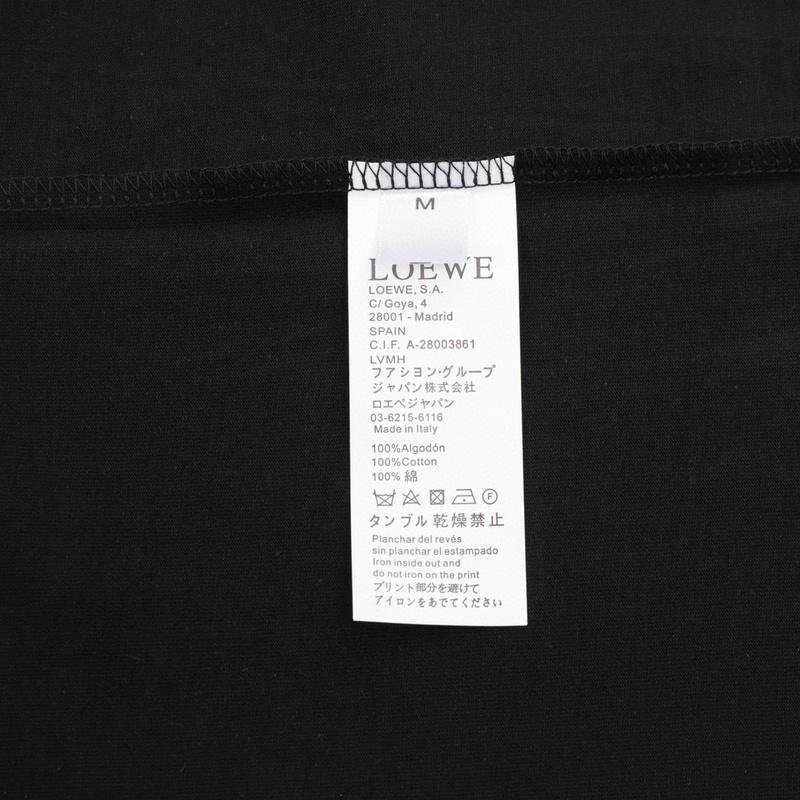 M
LOEWE
LOEWE, S.A.
C/ Goya, 4
28001 - Madrid
SPAIN
C.I.F. A-28003861
LVMH
ファション・グループ
ジャパン株式会社
ロエベジャパン
03-6215-6116
Made in Italy
100%Algodón
100%Cotton
100% 綿
F
タンブル乾燥禁止
Planchar del revés
sin planchar el estampado
Iron inside out and
do not iron on the print
プリント部分を避けて
アイロンをあでてください